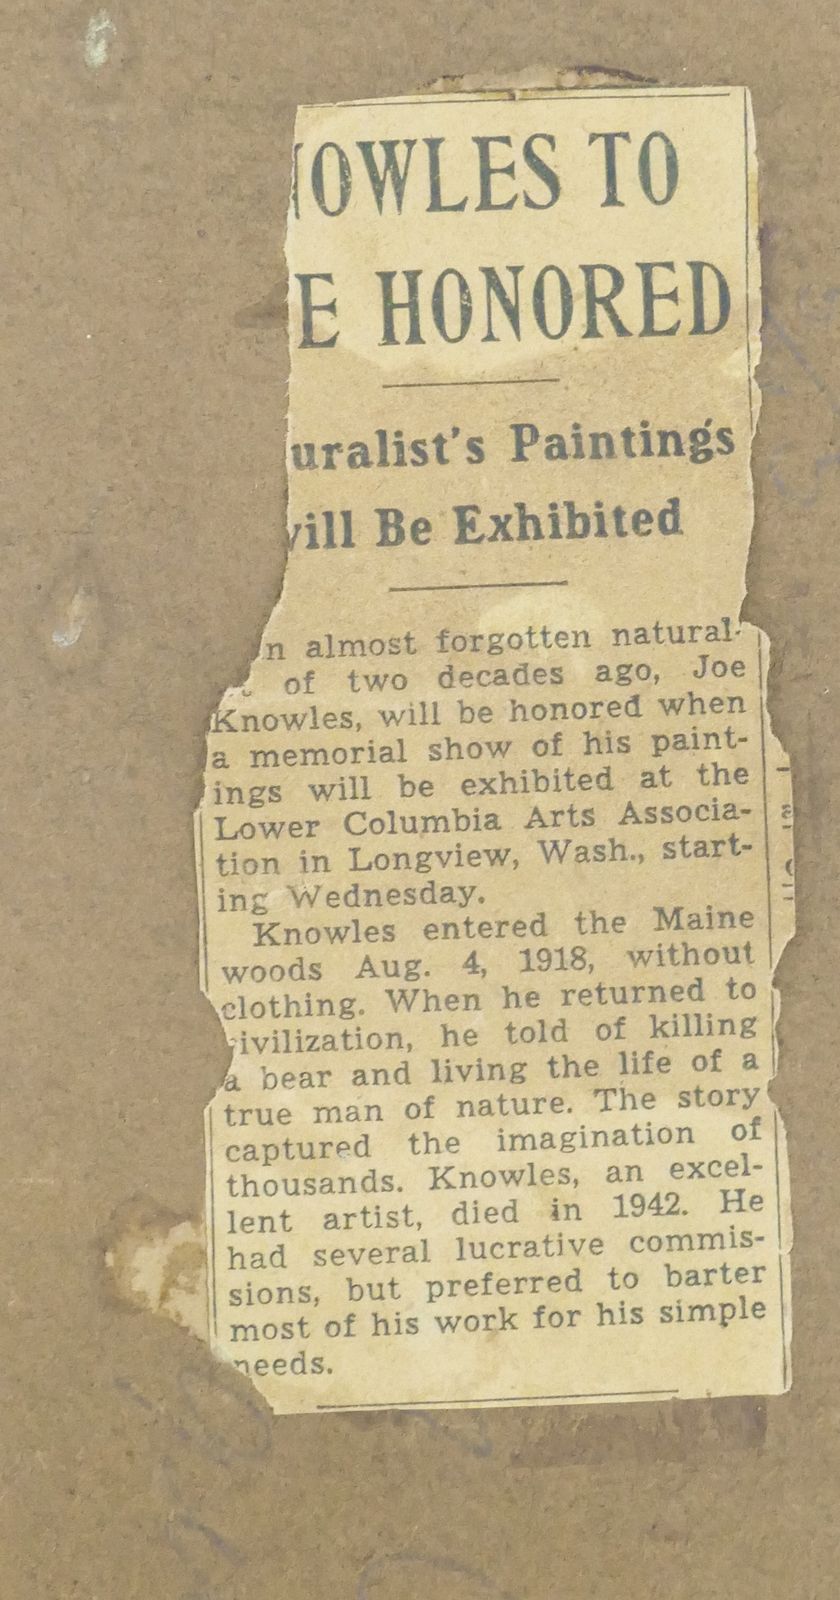 NOWLES TO
E HONORED
uralist's Paintings
will Be Exhibited
n almost forgotten natural-
of two decades ago, Joe
Knowles, will be honored when
a memorial show of his paint-
ings will be exhibited at the
Lower Columbia Arts Associa-
tion in Longview, Wash., start-
ing Wednesday.
Knowles entered the Maine
woods Aug. 4, 1918, without
clothing. When he returned to
civilization, he told of killing
a bear and living the life of a
true man of nature. The story
captured the imagination of
thousands. Knowles, an excel-
lent artist, died in 1942. He
had several lucrative commis-
sions, but preferred to barter
most of his work for his simple
needs.